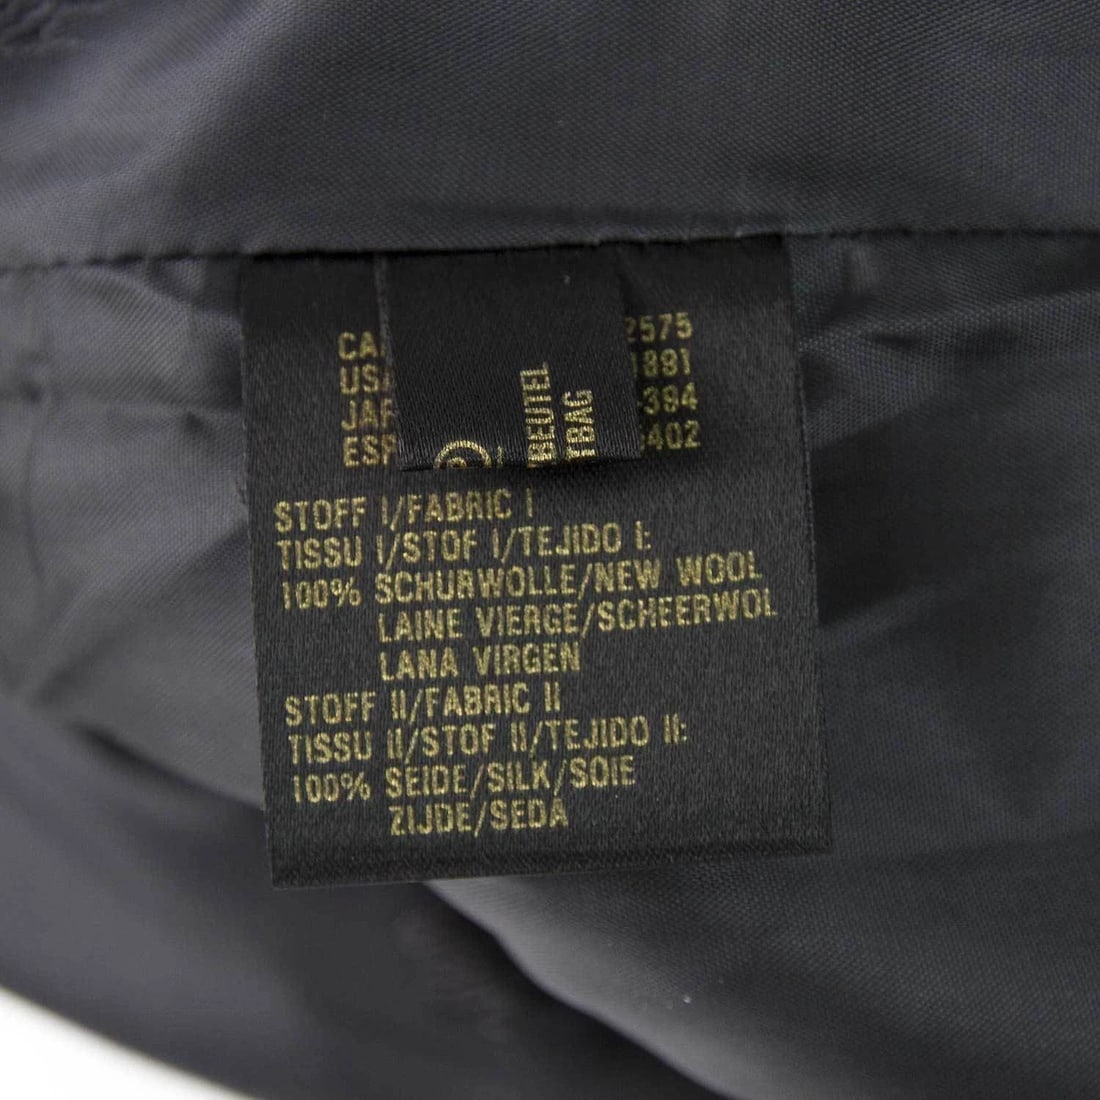 2575
STOFF I/FABRIC I
TISSU I/STOF I/TEJIDO I:
100% SCHURWOLLE/NEW WOOL
LAINE VIERGE/SCHEERWOL
LANA VIRGEN
STOFF II/FABRIC II
TISSU II/STOF II/TEJIDO II:
100% SEIDE/SILK/SOIE
ZIJDE/SEDA